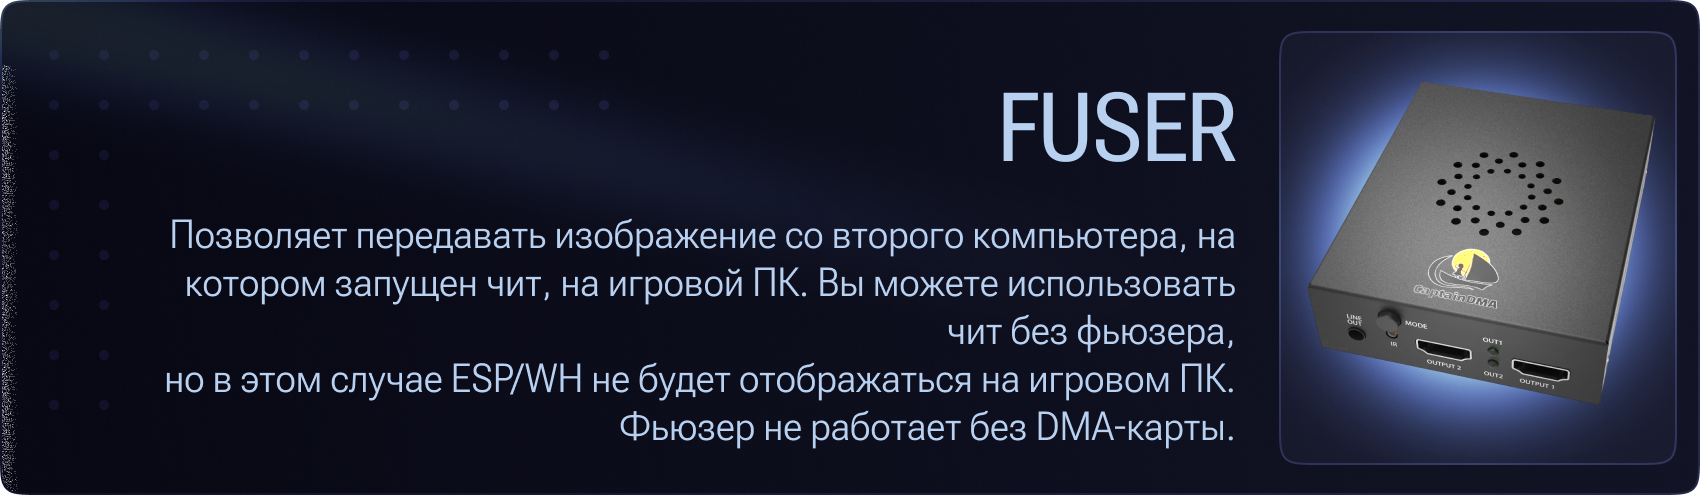 FUSER
Позволяет передавать изображение со второго компьютера, на
котором запущен чит, на игровой ПК. Вы можете использовать
чит без фьюзера,
но в этом случае ESP/WH не будет отображаться на игровом ПК.
Фьюзер не работает без DMA-карты.
CaptainDMA
LINE OUT
MODE
IR
OUTPUT 2
OUT1
OUT2
OUTPUT 1